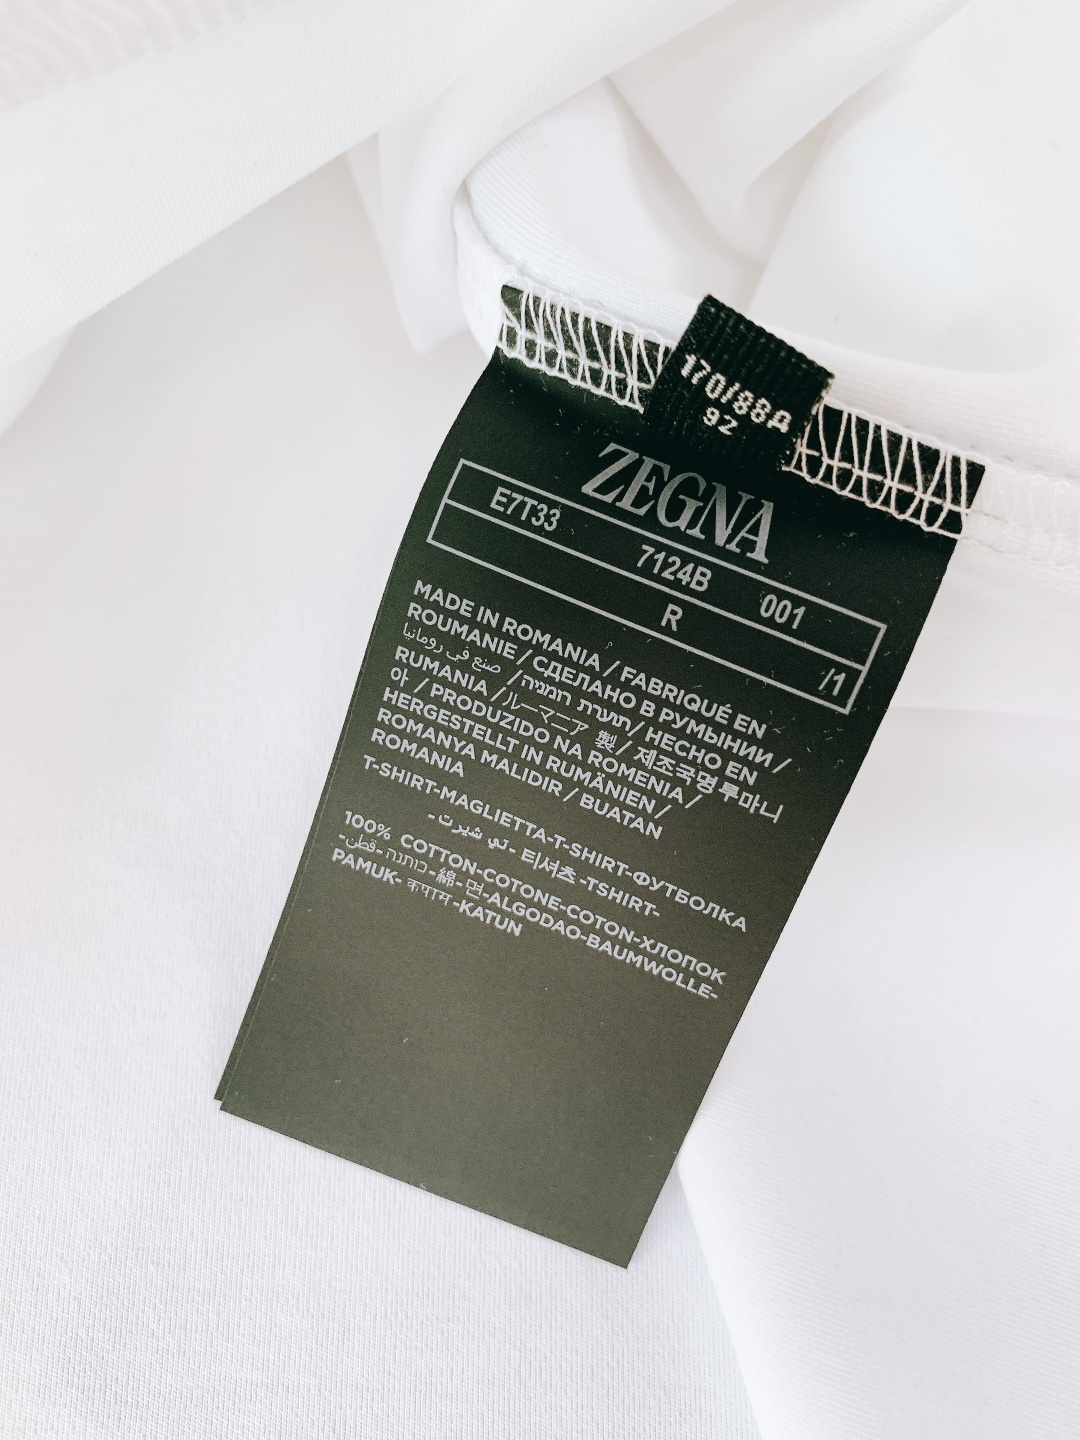 170/88A
92
ZEGNA
E7T33 7124B 001
R /1
MADE IN ROMANIA / FABRIQUÉ EN
ROUMANIE / СДЕЛАНО В РУМЫНИИ /
صنع في رومانيا / תוצרת רומניה / HECHO EN
RUMANIA / ルーマニア 製 / 제조국명 루마니
아 / PRODUZIDO NA ROMENIA /
HERGESTELLT IN RUMÄNIEN /
ROMANYA MALIDIR / BUATAN
ROMANIA
T-SHIRT-MAGLIETTA-T-SHIRT-ФУТБОЛКА
- تي شيرت - 티셔츠 -TSHIRT-
100% COTTON-COTONE-COTON-ХЛОПОК
-قطن- כותנה-綿-면-ALGODAO-BAUMWOLLE-
PAMUK- कपास -KATUN